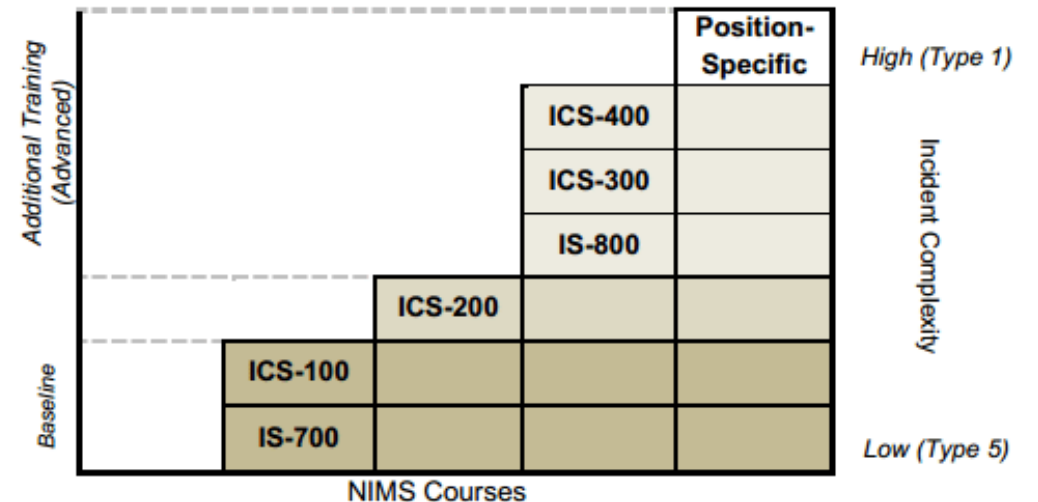 Position-
Specific
High (Type 1)
Additional Training
(Advanced)
ICS-400
ICS-300
Incident Complexity
IS-800
ICS-200
ICS-100
Baseline
IS-700
Low (Type 5)
NIMS Courses